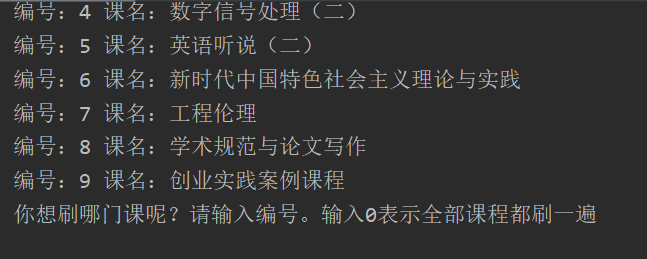 编号：4 课名：数字信号处理（二）
编号：5 课名：英语听说（二）
编号：6 课名：新时代中国特色社会主义理论与实践
编号：7 课名：工程伦理
编号：8 课名：学术规范与论文写作
编号：9 课名：创业实践案例课程
你想刷哪门课呢？请输入编号。输入0表示全部课程都刷一遍